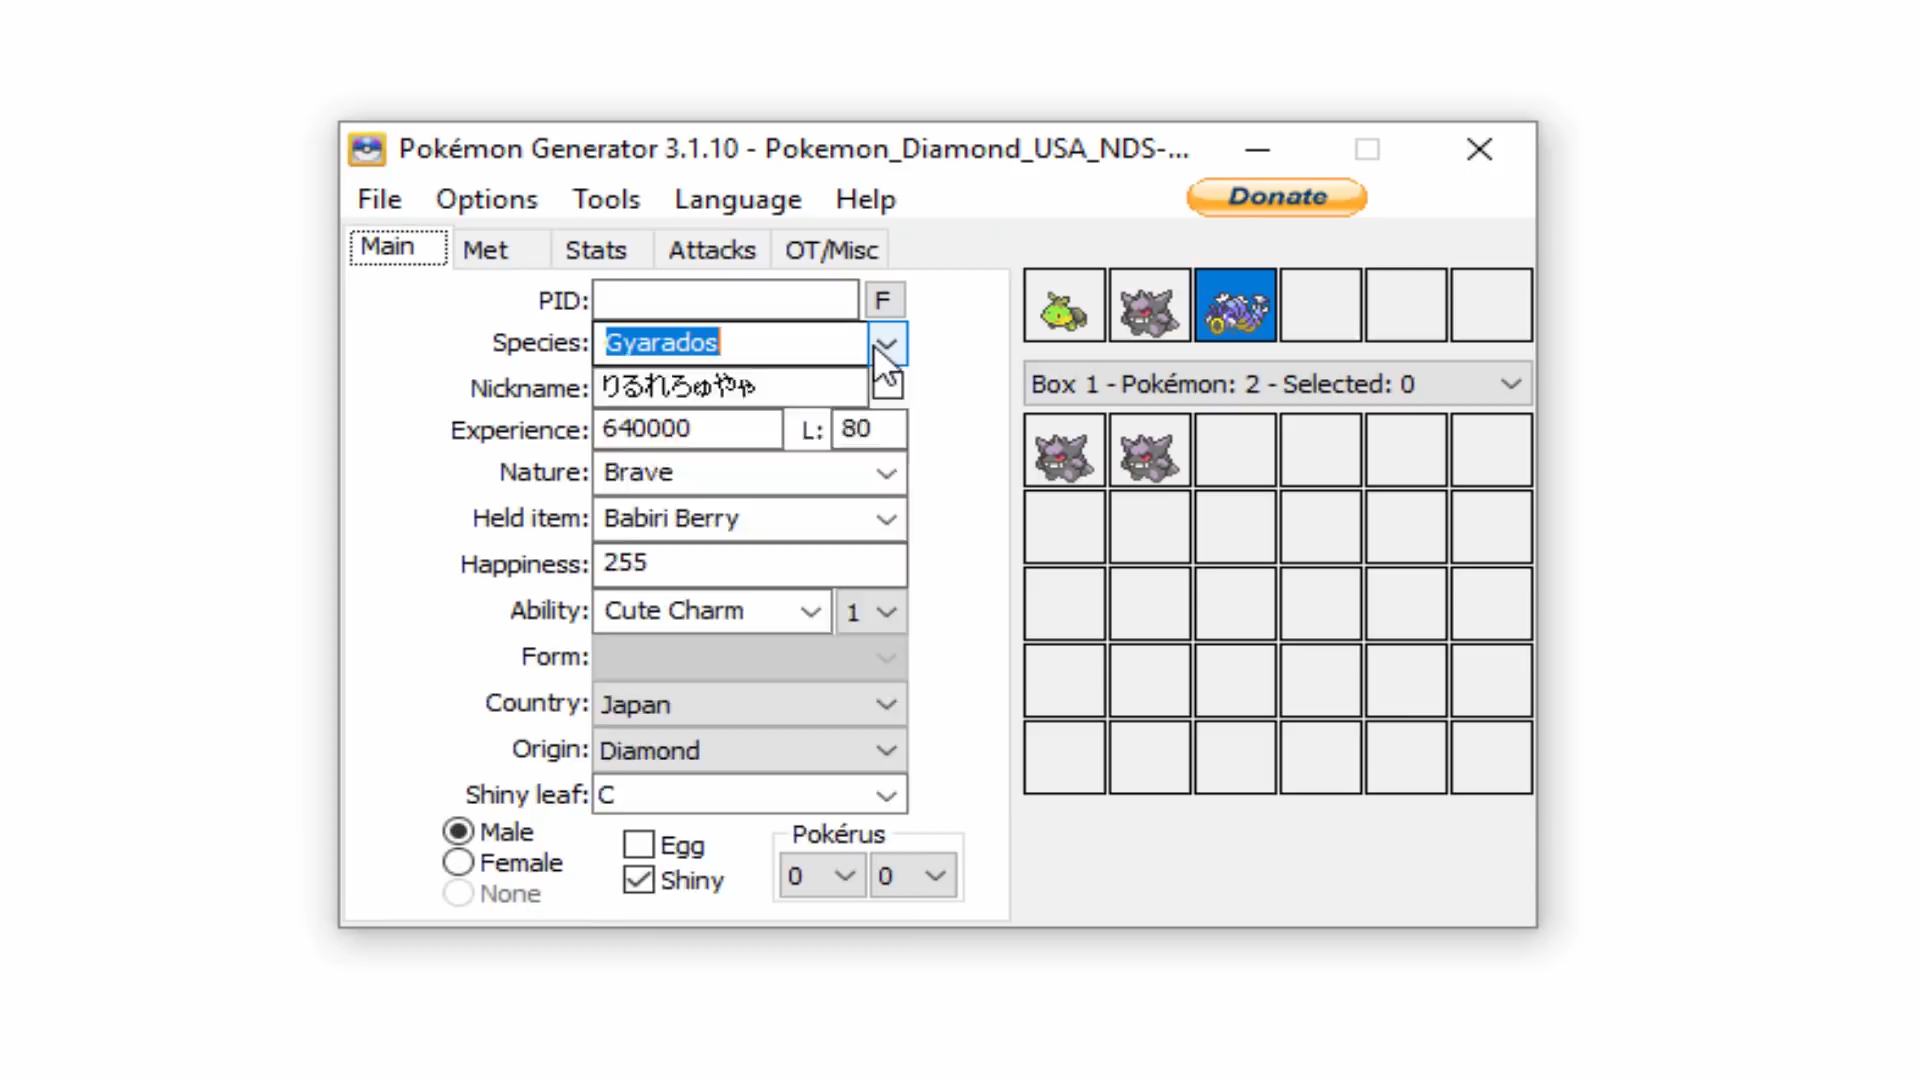 Pokémon Generator 3.1.10 - Pokemon_Diamond_USA_NDS-...
File Options Tools Language Help Donate
Main Met Stats Attacks OT/Misc
PID: F
Species: Gyarados
Nickname: りるれろゅやゃ
Experience: 640000 L: 80
Nature: Brave
Held item: Babiri Berry
Happiness: 255
Ability: Cute Charm 1
Form:
Country: Japan
Origin: Diamond
Shiny leaf: C
Male
Female
None
Egg
Shiny
Pokérus
0 0
Box 1 - Pokémon: 2 - Selected: 0